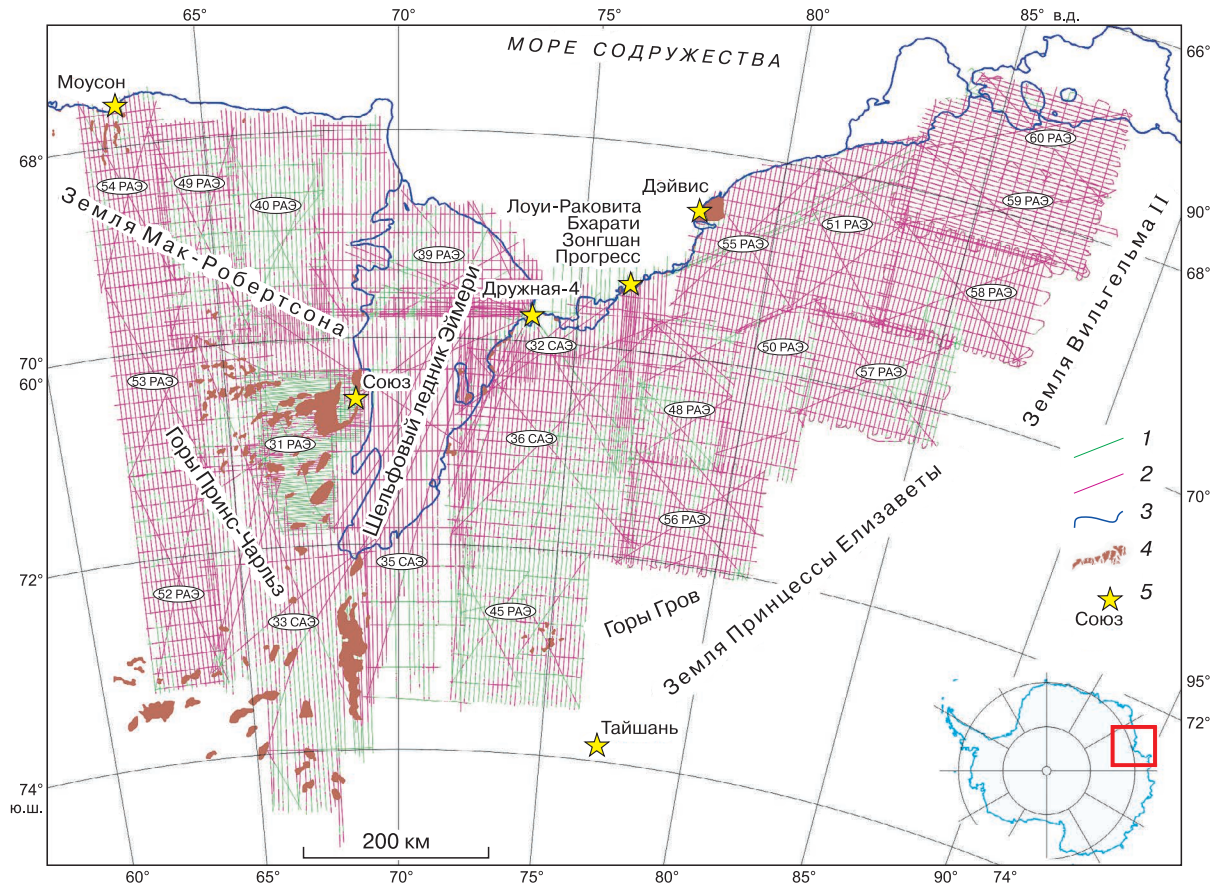 65°
70°
75°
80°
85° в.д.
66°
МОРЕ СОДРУЖЕСТВА
Моусон
68°
60 РАЭ
54 РАЭ
49 РАЭ
40 РАЭ
Дэйвис
59 РАЭ
Земля Мак-Робертсона
Лоуи-Раковита
Бхарати
Зонгшан
Прогресс
51 РАЭ
55 РАЭ
90°
39 РАЭ
68°
Дружная-4
58 РАЭ
Земля Вильгельма II
32 САЭ
50 РАЭ
70°
60°
53 РАЭ
Союз
57 РАЭ
48 РАЭ
Шельфовый ледник Эймери
31 РАЭ
36 САЭ
1
Горы Принс-Чарльз
2
70°
56 РАЭ
3
35 САЭ
4
72°
52 РАЭ
45 РАЭ
5
Союз
33 САЭ
Горы Гров
Земля Принцессы Елизаветы
95°
72°
Тайшань
74°
ю.ш.
200 км
60°
65°
70°
75°
80°
85°
90°
74°